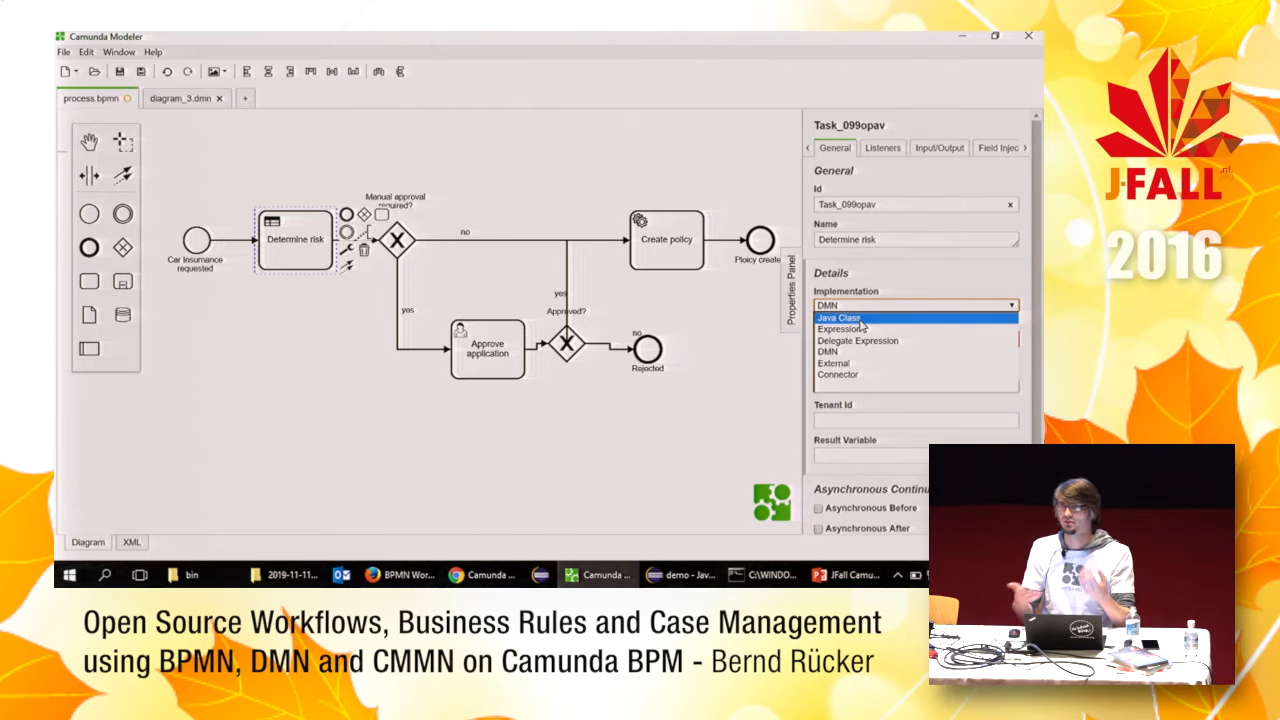 Camunda Modeler
File Edit Window Help
process.bpmn
diagram_3.dmn
+
Task_099opav
General Listeners Input/Output Field Injec
General
Id
Task_099opav
Name
Determine risk
Details
Implementation
DMN
Java Class
Expression
Delegate Expression
DMN
External
Connector
Tenant Id
Result Variable
Asynchronous Continu
Asynchronous Before
Asynchronous After
Properties Panel
Car Insurnance
requested
Determine risk
Manual approval
required?
no
yes
Approve
application
yes
Approved?
no
Rejected
Create policy
Ploicy create
Diagram XML
bin
2019-11-11...
BPMN Wor...
Camunda ...
Camunda ...
demo - Jav...
C:\WINDO...
JFall Camu...
J-FALL
.nl
2016
Open Source Workflows, Business Rules and Case Management
using BPMN, DMN and CMMN on Camunda BPM - Bernd Rücker